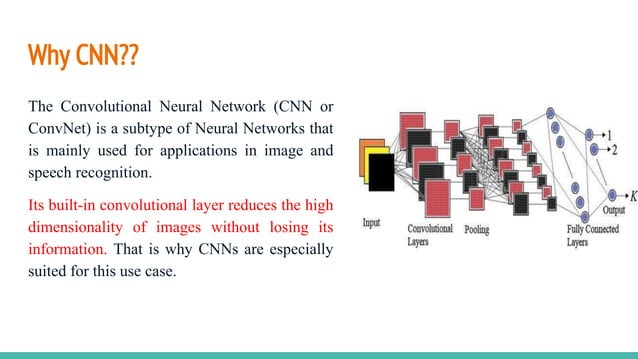 Why CNN??
The Convolutional Neural Network (CNN or
ConvNet) is a subtype of Neural Networks that
is mainly used for applications in image and
speech recognition.
Its built-in convolutional layer reduces the high
dimensionality of images without losing its
information. That is why CNNs are especially
suited for this use case.
1
2
K
Output
Input
Convolutional
Layers
Pooling
Fully Connected
Layers